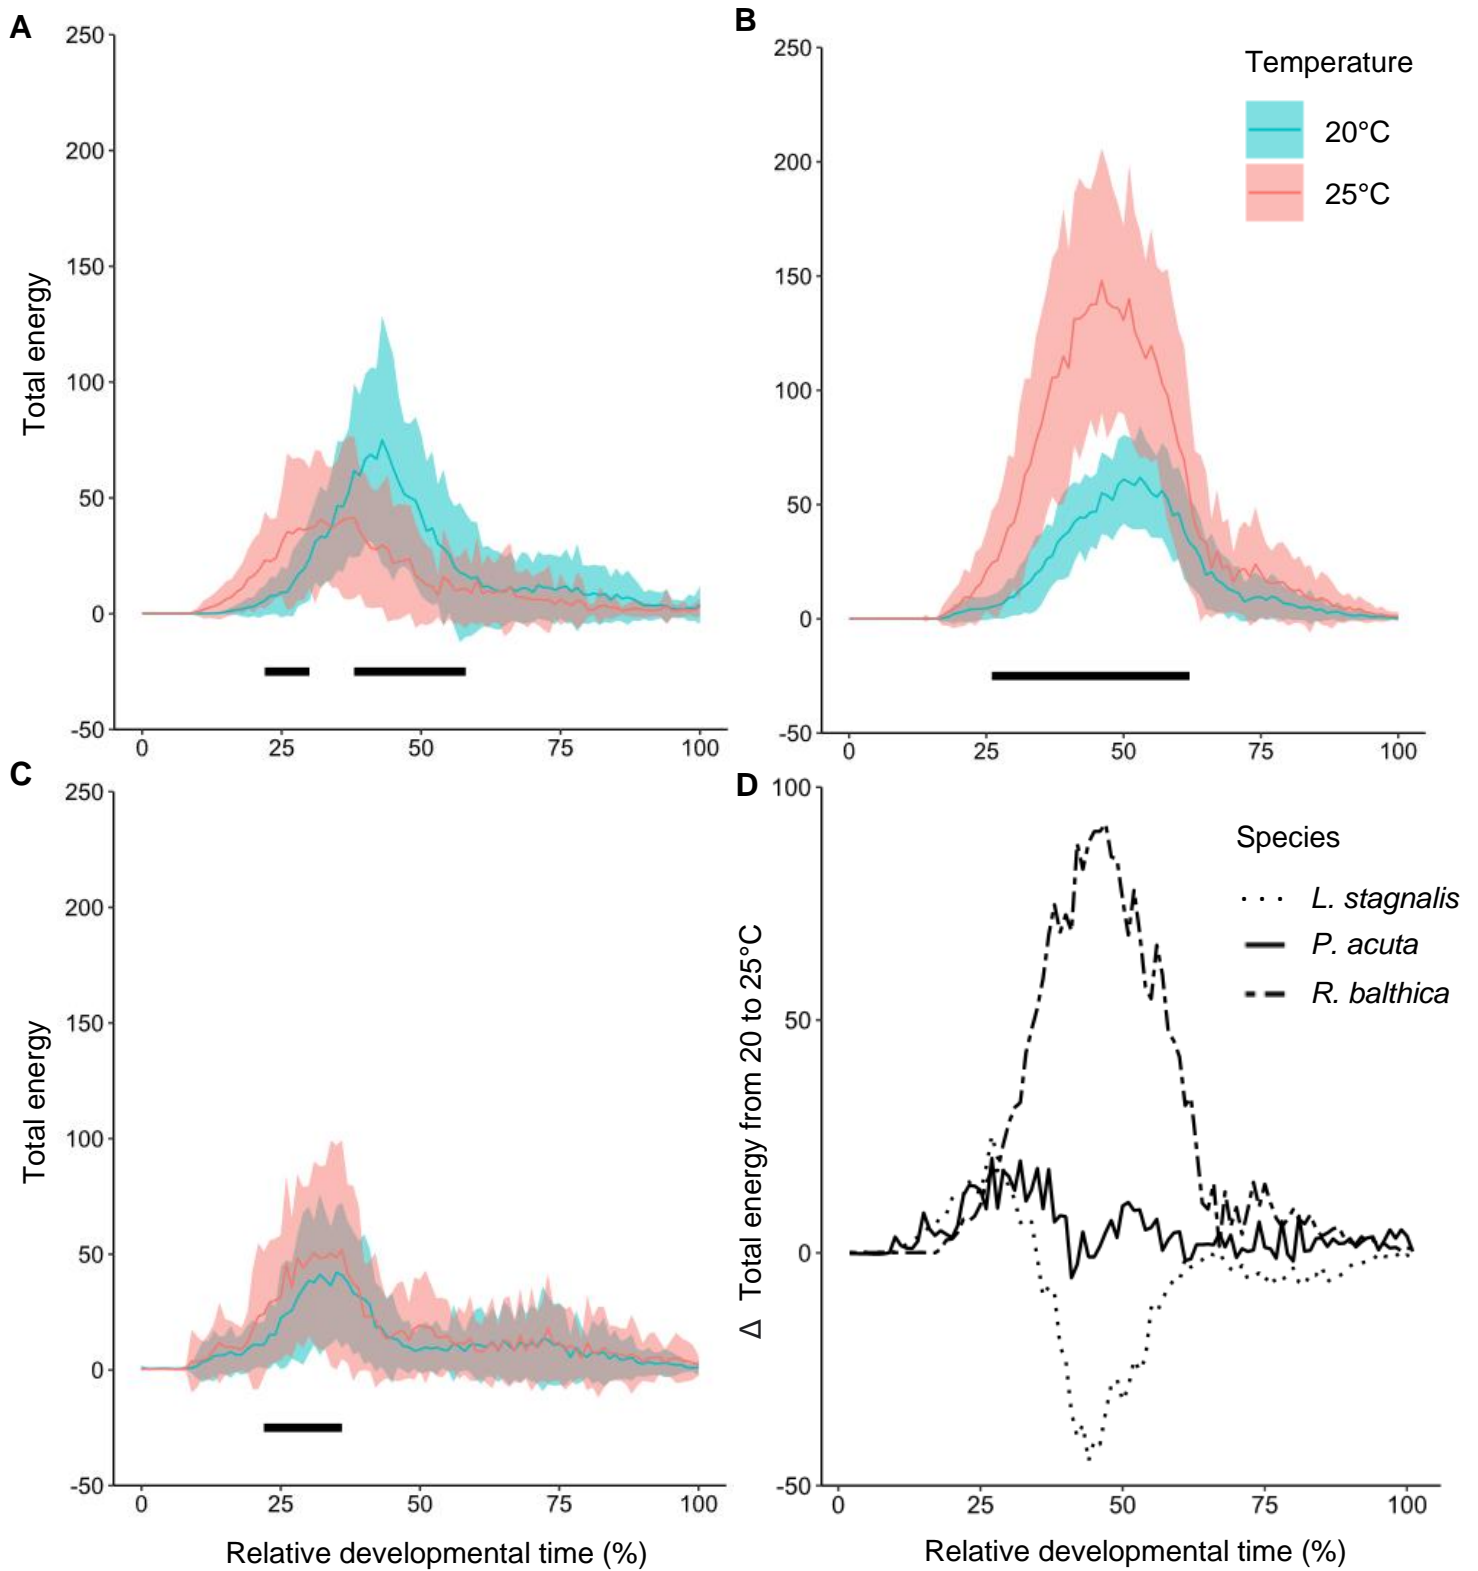 A
250
200
150
100
50
0
-50
Total energy
0 25 50 75 100
B
250
200
150
100
50
0
-50
0 25 50 75 100
Temperature
20°C
25°C
C
250
200
150
100
50
0
-50
Total energy
0 25 50 75 100
Relative developmental time (%)
D
100
50
0
-50
Δ Total energy from 20 to 25°C
0 25 50 75 100
Relative developmental time (%)
Species
L. stagnalis
P. acuta
R. balthica